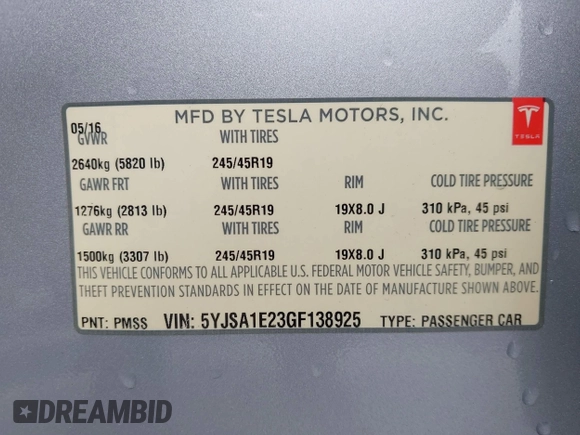 MFD BY TESLA MOTORS, INC.
TESLA
05/16
GVWR WITH TIRES
2640kg (5820 lb) 245/45R19
GAWR FRT WITH TIRES RIM COLD TIRE PRESSURE
1276kg (2813 lb) 245/45R19 19X8.0 J 310 kPa, 45 psi
GAWR RR WITH TIRES RIM COLD TIRE PRESSURE
1500kg (3307 lb) 245/45R19 19X8.0 J 310 kPa, 45 psi
THIS VEHICLE CONFORMS TO ALL APPLICABLE U.S. FEDERAL MOTOR VEHICLE SAFETY, BUMPER, AND
THEFT PREVENTION STANDARDS IN EFFECT ON THE DATE OF MANUFACTURE SHOWN ABOVE.
PNT: PMSS VIN: 5YJSA1E23GF138925 TYPE: PASSENGER CAR
DREAMBID